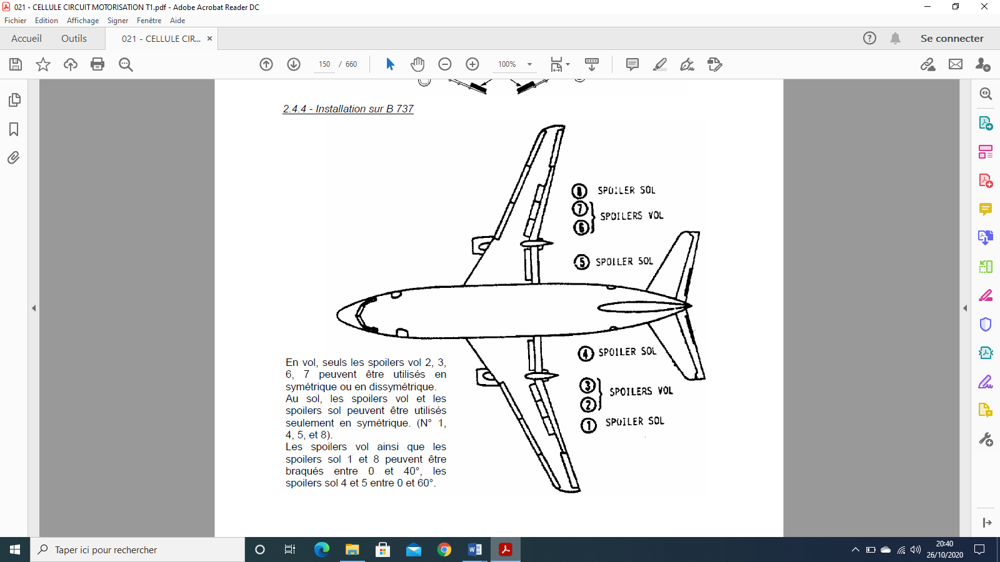 021 - CELLULE CIRCUIT MOTORISATION T1.pdf - Adobe Acrobat Reader DC
Fichier Edition Affichage Signer Fenêtre Aide
Accueil Outils 021 - CELLULE CIR... × Se connecter
150 / 660 100%
2.4.4 - Installation sur B 737
8 SPOILER SOL
7
6
SPOILERS VOL
5 SPOILER SOL
4 SPOILER SOL
3
2
SPOILERS VOL
1 SPOILER SOL
En vol, seuls les spoilers vol 2, 3,
6, 7 peuvent être utilisés en
symétrique ou en dissymétrique.
Au sol, les spoilers vol et les
spoilers sol peuvent être utilisés
seulement en symétrique. (N° 1,
4, 5, et 8).
Les spoilers vol ainsi que les
spoilers sol 1 et 8 peuvent être
braqués entre 0 et 40°, les
spoilers sol 4 et 5 entre 0 et 60°.
Taper ici pour rechercher
20:40
26/10/2020